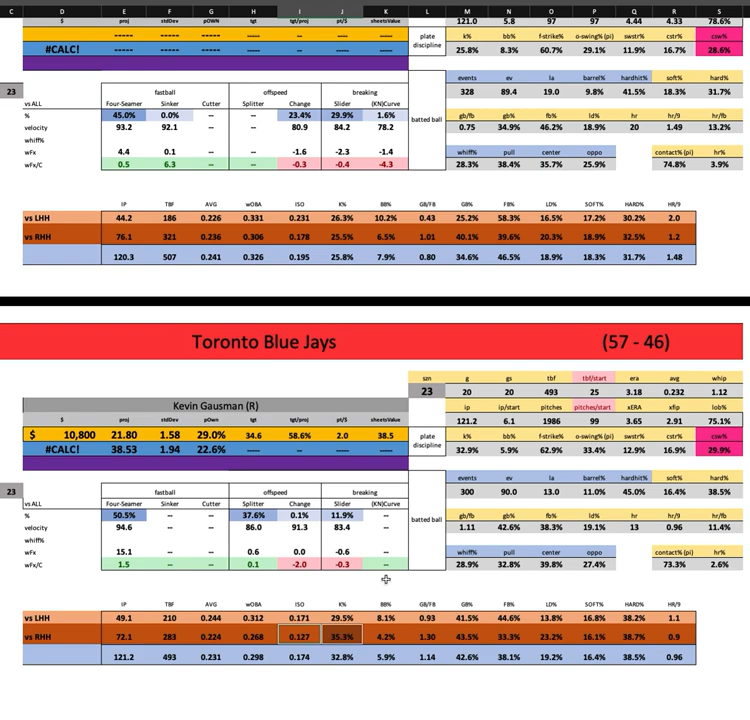 C D E F G H I J K L M N O P Q R S
$ proj stdDev pOWN tgt tgt/proj pt/$ sheetsValue 121.0 5.8 97 97 4.44 4.33 78.6%
----- ----- ----- ---- -- ---- ---- plate discipline k% bb% f-strike% o-swing% (pi) swstr% cstr% csw%
#CALC! ----- ----- ----- ---- -- ---- ---- 25.8% 8.3% 60.7% 29.1% 11.9% 16.7% 28.6%
events ev la barrel% hardhit% soft% hard%
23 fastball offspeed breaking 328 89.4 19.0 9.8% 41.5% 18.3% 31.7%
vs ALL Four-Seamer Sinker Cutter Splitter Change Slider (KN)Curve
% 45.0% 0.0% -- -- 23.4% 29.9% 1.6% batted ball gb/fb gb% fb% ld% hr hr/9 hr/fb
velocity 93.2 92.1 -- -- 80.9 84.2 78.2 0.75 34.9% 46.2% 18.9% 20 1.49 13.2%
whiff%
wFx 4.4 0.1 -- -- -1.6 -2.3 -1.4 whiff% pull center oppo contact% (pi) hr%
wFx/C 0.5 6.3 -- -- -0.3 -0.4 -4.3 28.3% 38.4% 35.7% 25.9% 74.8% 3.9%
IP TBF AVG wOBA ISO K% BB% GB/FB GB% FB% LD% SOFT% HARD% HR/9
vs LHH 44.2 186 0.226 0.331 0.231 26.3% 10.2% 0.43 25.2% 58.3% 16.5% 17.2% 30.2% 2.0
vs RHH 76.1 321 0.236 0.306 0.178 25.5% 6.5% 1.01 40.1% 39.6% 20.3% 18.9% 32.5% 1.2
120.3 507 0.241 0.326 0.195 25.8% 7.9% 0.80 34.6% 46.5% 18.9% 18.3% 31.7% 1.48
Toronto Blue Jays (57 - 46)
szn g gs tbf tbf/start era avg whip
23 20 20 493 25 3.18 0.232 1.12
Kevin Gausman (R) ip ip/start pitches pitches/start xERA xfip lob%
$ proj stdDev pOwn tgt tgt/proj pt/$ sheetsValue 121.2 6.1 1986 99 3.65 2.91 75.1%
$ 10,800 21.80 1.58 29.0% 34.6 58.6% 2.0 38.5 plate discipline k% bb% f-strike% o-swing% (pi) swstr% cstr% csw%
#CALC! 38.53 1.94 22.6% ---- -- ---- ---- 32.9% 5.9% 62.9% 33.4% 12.9% 16.9% 29.9%
events ev la barrel% hardhit% soft% hard%
23 fastball offspeed breaking 300 90.0 13.0 11.0% 45.0% 16.4% 38.5%
vs ALL Four-Seamer Sinker Cutter Splitter Change Slider (KN)Curve
% 50.5% -- -- 37.6% 0.1% 11.9% -- batted ball gb/fb gb% fb% ld% hr hr/9 hr/fb
velocity 94.6 -- -- 86.0 91.3 83.4 -- 1.11 42.6% 38.3% 19.1% 13 0.96 11.4%
whiff%
wFx 15.1 -- -- 0.6 0.0 -0.6 -- whiff% pull center oppo contact% (pi) hr%
wFx/C 1.5 -- -- 0.1 -2.0 -0.3 -- 28.9% 32.8% 39.8% 27.4% 73.3% 2.6%
IP TBF AVG wOBA ISO K% BB% GB/FB GB% FB% LD% SOFT% HARD% HR/9
vs LHH 49.1 210 0.244 0.312 0.171 29.5% 8.1% 0.93 41.5% 44.6% 13.8% 16.8% 38.2% 1.1
vs RHH 72.1 283 0.224 0.268 0.127 35.3% 4.2% 1.30 43.5% 33.3% 23.2% 16.1% 38.7% 0.9
121.2 493 0.231 0.298 0.174 32.8% 5.9% 1.14 42.6% 38.1% 19.2% 16.4% 38.5% 0.96